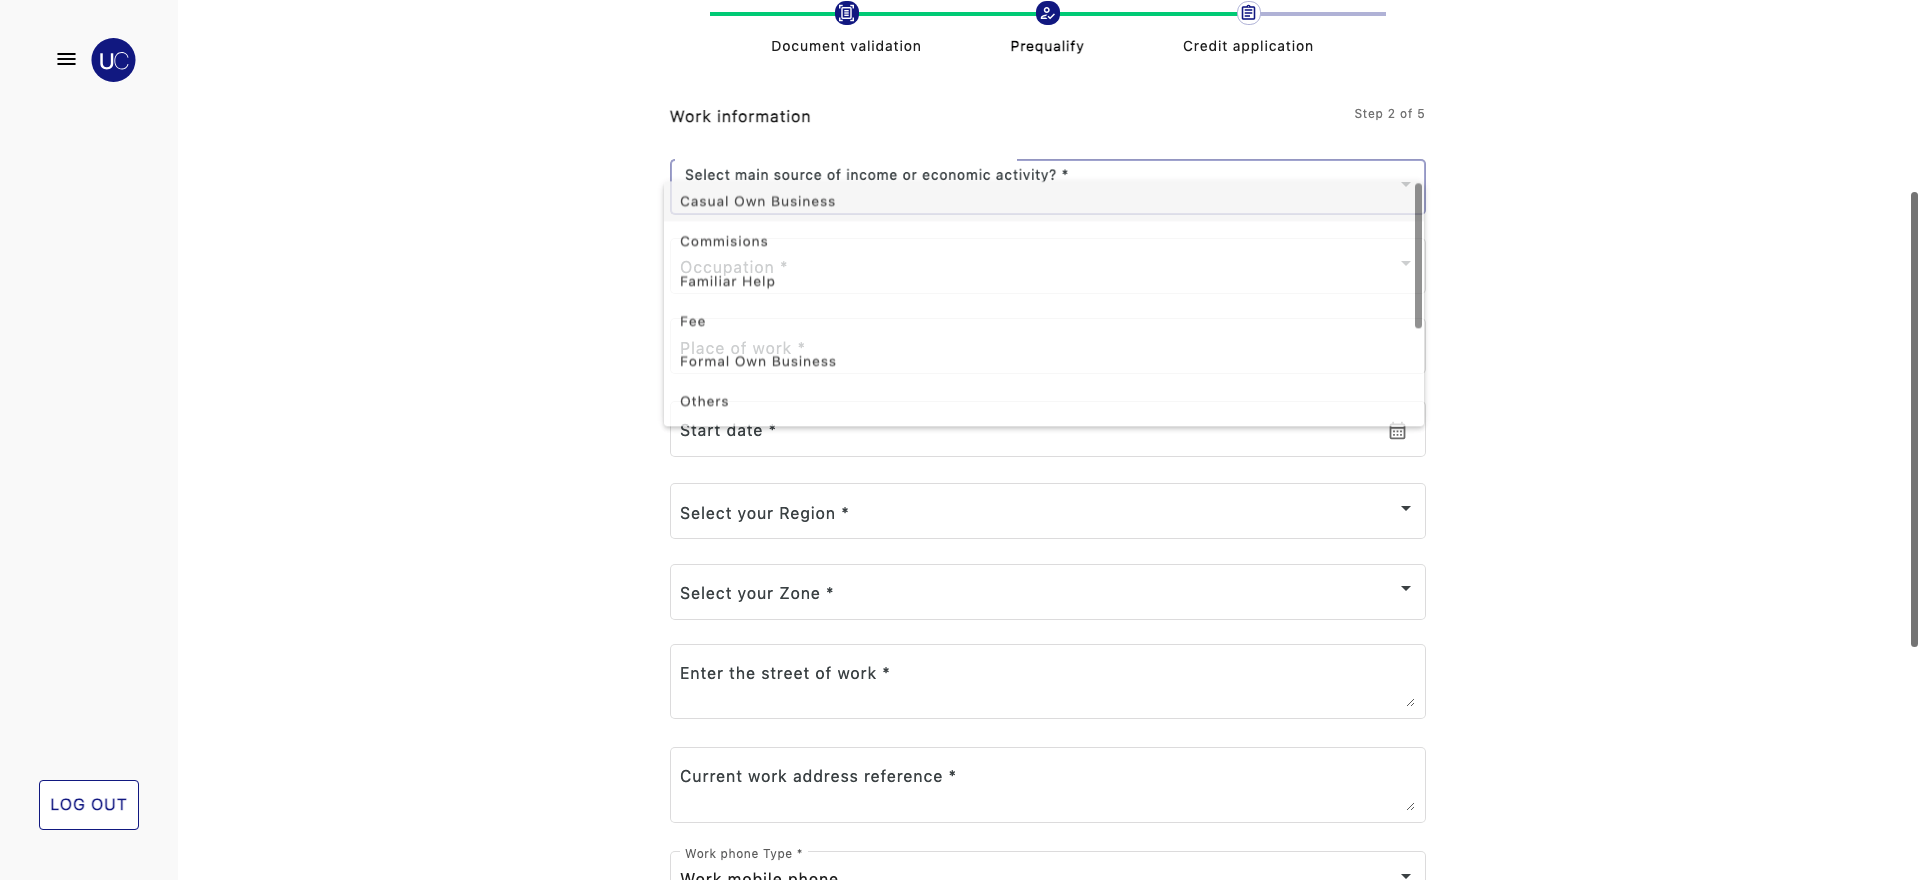 UC
Document validation
Prequalify
Credit application
Work information
Step 2 of 5
Select main source of income or economic activity? *
Casual Own Business
Commisions
Occupation *
Familiar Help
Fee
Place of work *
Formal Own Business
Others
Start date *
Select your Region *
Select your Zone *
Enter the street of work *
Current work address reference *
LOG OUT
Work phone Type *
Work mobile phone